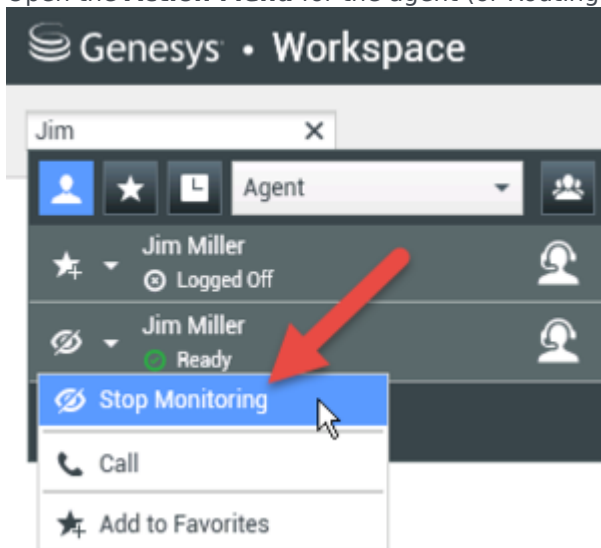 Genesys • Workspace
Jim
Agent
Jim Miller
Logged Off
Jim Miller
Ready
Stop Monitoring
Call
Add to Favorites